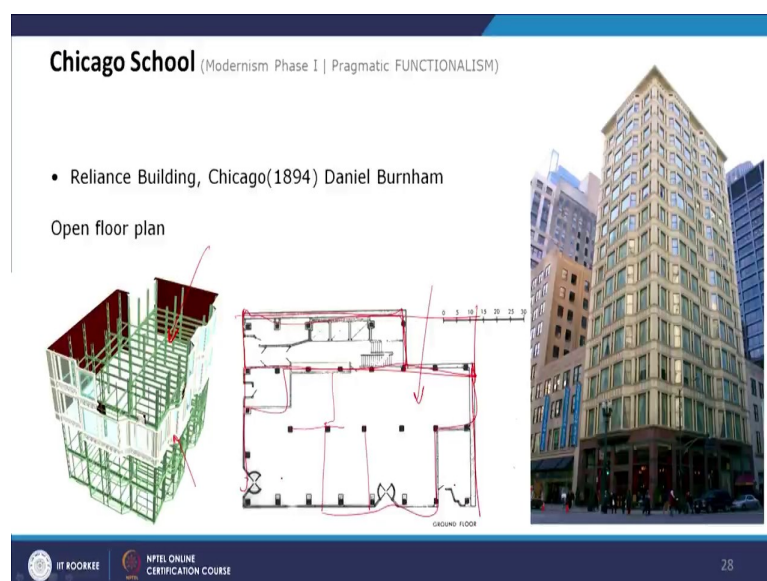 Chicago School (Modernism Phase I | Pragmatic FUNCTIONALISM)
• Reliance Building, Chicago(1894) Daniel Burnham
Open floor plan
0 5 10 15 20 25 30
GROUND FLOOR
IIT ROORKEE
NPTEL ONLINE
CERTIFICATION COURSE
28